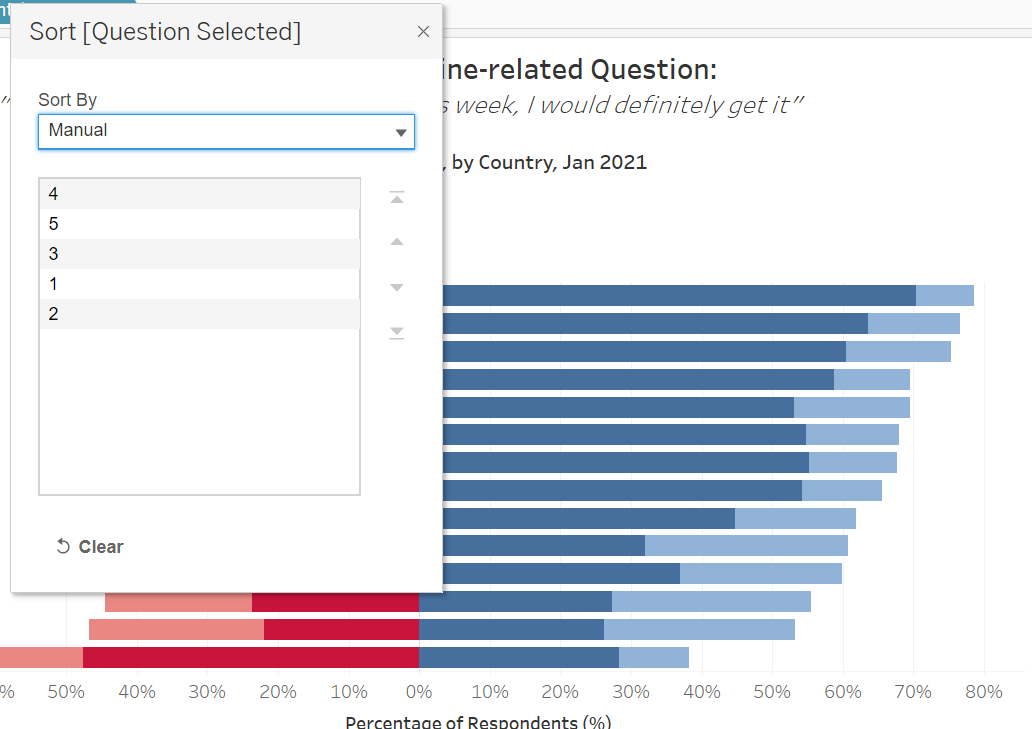 Sort [Question Selected]
ine-related Question:
Sort By
s week, I would definitely get it”
Manual
, by Country, Jan 2021
4
5
3
1
2
Clear
% 50% 40% 30% 20% 10% 0% 10% 20% 30% 40% 50% 60% 70% 80%
Percentage of Respondents (%)